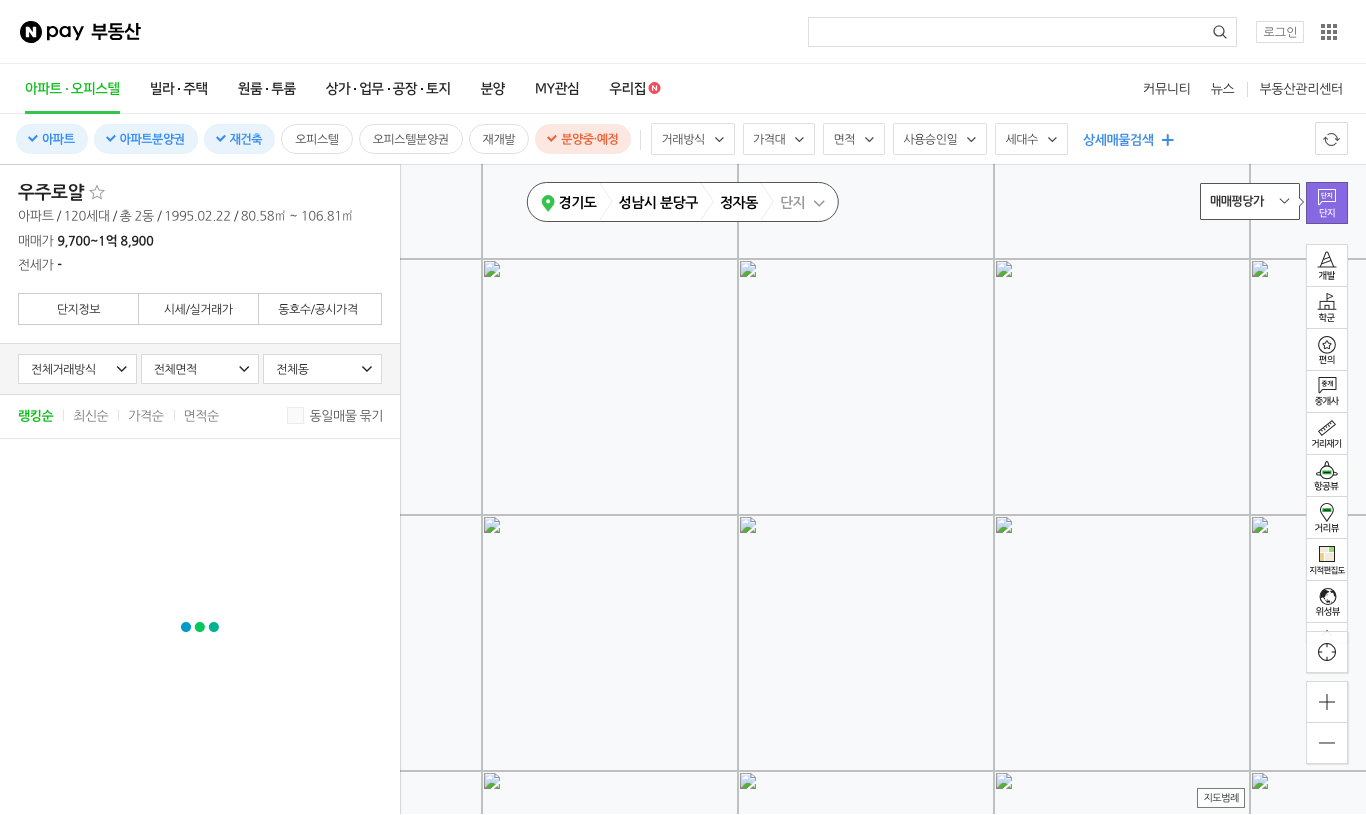 N pay 부동산
로그인
아파트 · 오피스텔 빌라 · 주택 원룸 · 투룸 상가 · 업무 · 공장 · 토지 분양 MY관심 우리집 N
커뮤니티 뉴스 부동산관리센터
아파트 아파트분양권 재건축 오피스텔 오피스텔분양권 재개발 분양중·예정 거래방식 가격대 면적 사용승인일 세대수 상세매물검색
우주로얄
아파트 / 120세대 / 총 2동 / 1995.02.22 / 80.58㎡ ~ 106.81㎡
매매가 9,700~1억 8,900
전세가 -
단지정보 시세/실거래가 동호수/공시가격
전체거래방식 전체면적 전체동
랭킹순 최신순 가격순 면적순 동일매물 묶기
경기도 성남시 분당구 정자동 단지
매매평당가
단지
단지
개발
학군
편의
중개
중개사
거리재기
항공뷰
거리뷰
지적편집도
위성뷰
지도범례